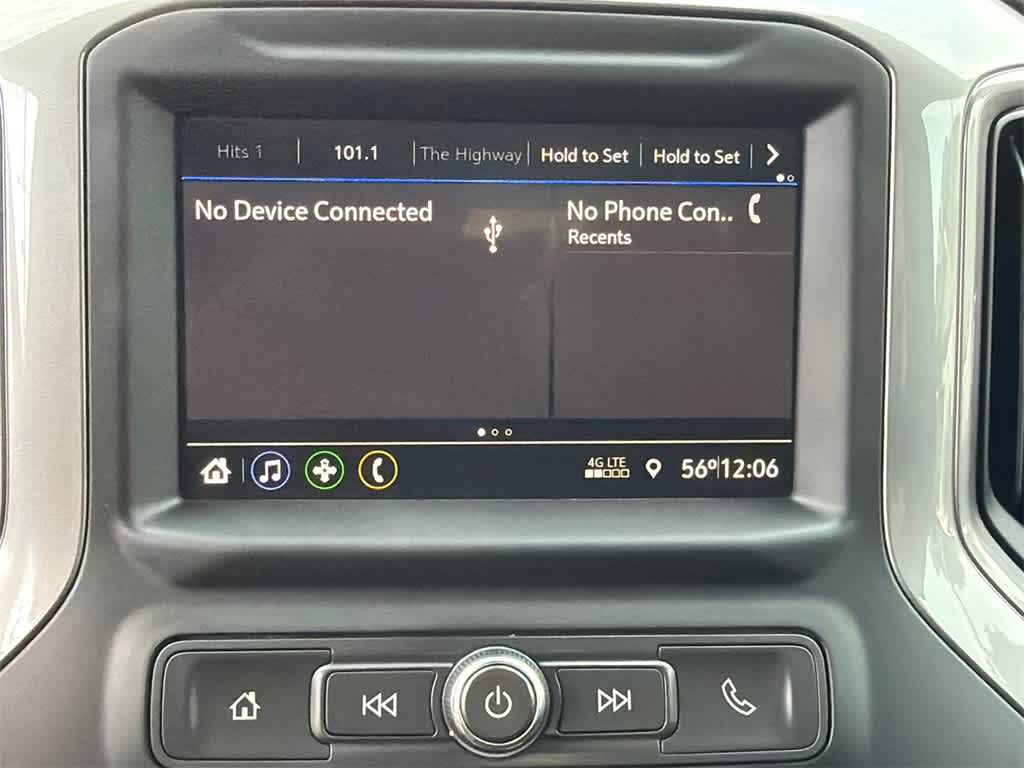 Hits 1 101.1 The Highway Hold to Set Hold to Set
No Device Connected
No Phone Con..
Recents
4G LTE 56º 12:06